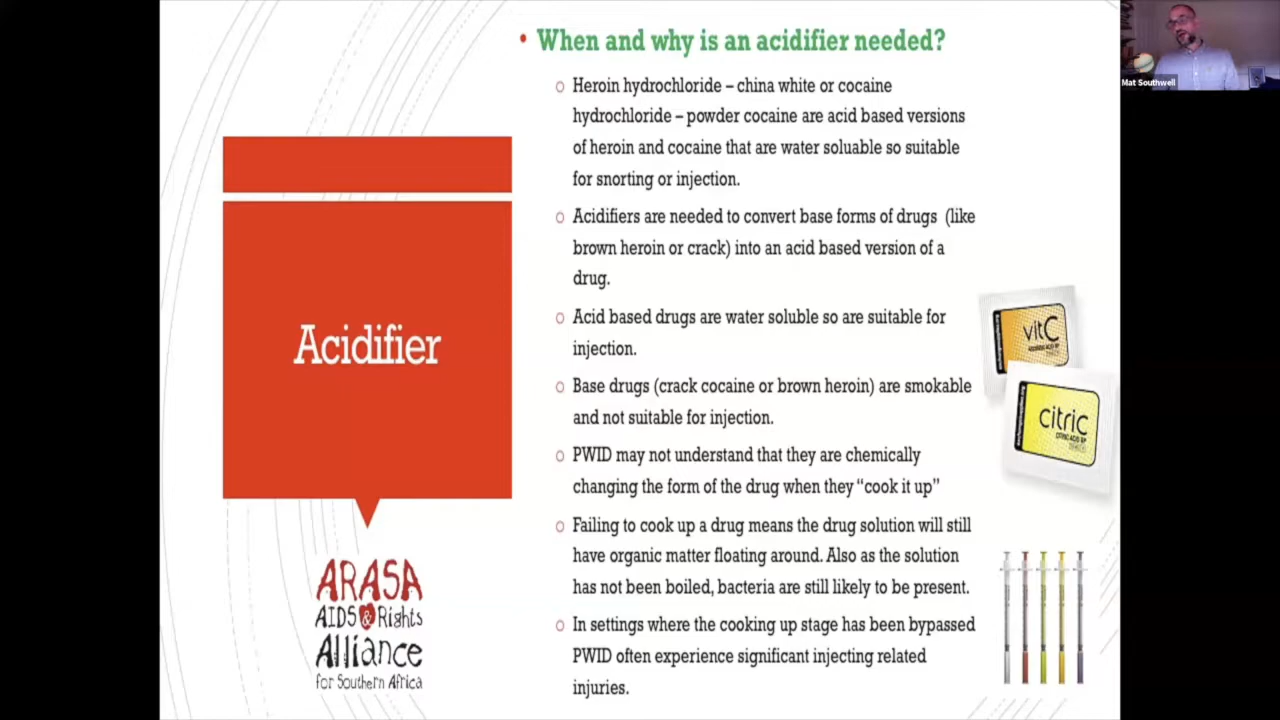 When and why is an acidifier needed?
Heroin hydrochloride – china white or cocaine
hydrochloride – powder cocaine are acid based versions
of heroin and cocaine that are water soluable so suitable
for snorting or injection.
Acidifiers are needed to convert base forms of drugs (like
brown heroin or crack) into an acid based version of a
drug.
Acid based drugs are water soluble so are suitable for
injection.
Base drugs (crack cocaine or brown heroin) are smokable
and not suitable for injection.
PWID may not understand that they are chemically
changing the form of the drug when they “cook it up”
Failing to cook up a drug means the drug solution will still
have organic matter floating around. Also as the solution
has not been boiled, bacteria are still likely to be present.
In settings where the cooking up stage has been bypassed
PWID often experience significant injecting related
injuries.
Acidifier
ARASA
AIDS & Rights
Alliance
for Southern Africa
vitC
citric
Mat Southwell